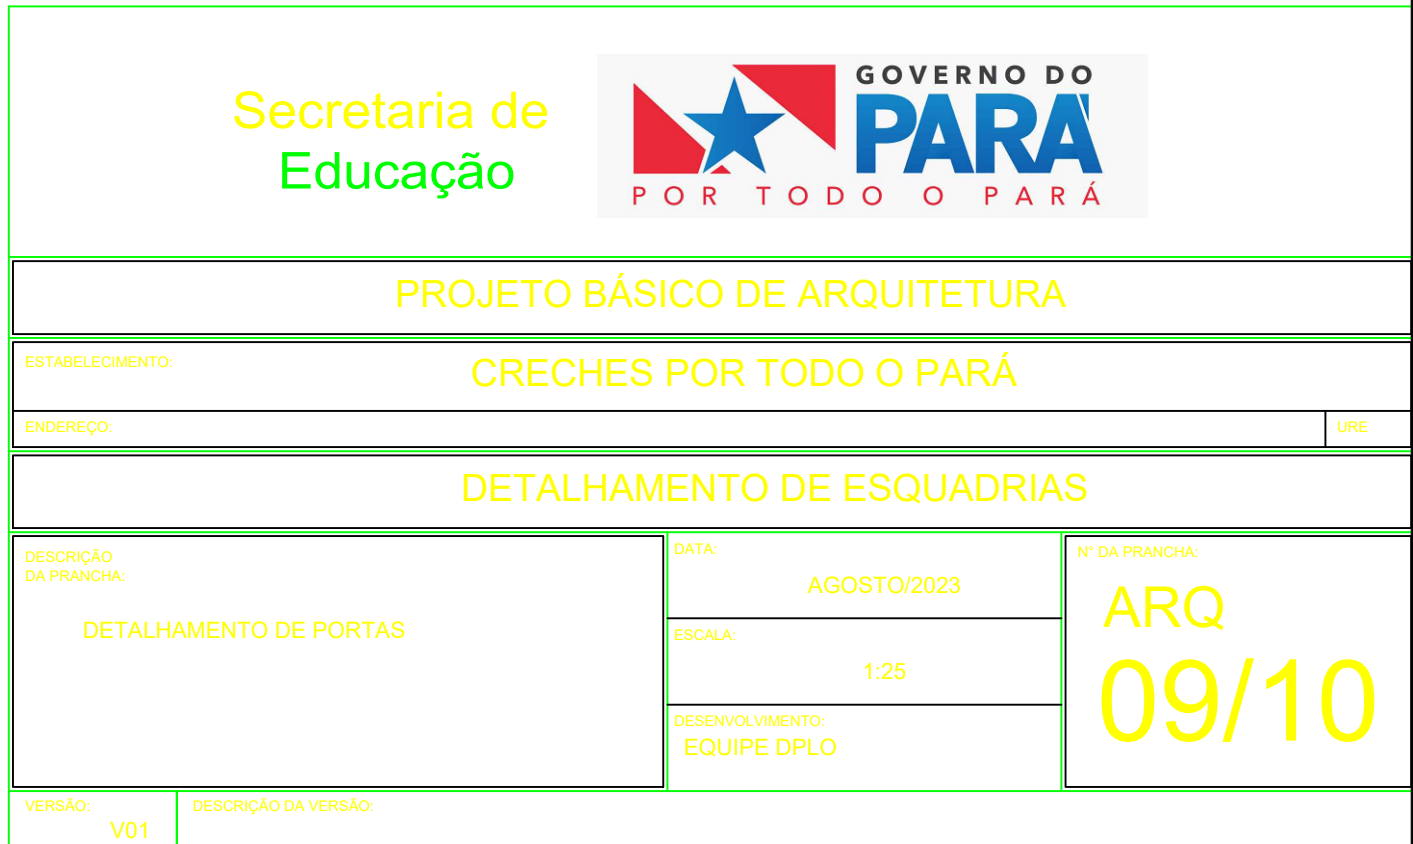 Secretaria de
Educação
GOVERNO DO
PARÁ
POR TODO O PARÁ
PROJETO BÁSICO DE ARQUITETURA
ESTABELECIMENTO:
CRECHES POR TODO O PARÁ
ENDEREÇO:
URE
DETALHAMENTO DE ESQUADRIAS
DESCRIÇÃO
DA PRANCHA:
DETALHAMENTO DE PORTAS
DATA:
AGOSTO/2023
ESCALA:
1:25
DESENVOLVIMENTO:
EQUIPE DPLO
N° DA PRANCHA:
ARQ
09/10
VERSÃO:
V01
DESCRIÇÃO DA VERSÃO: